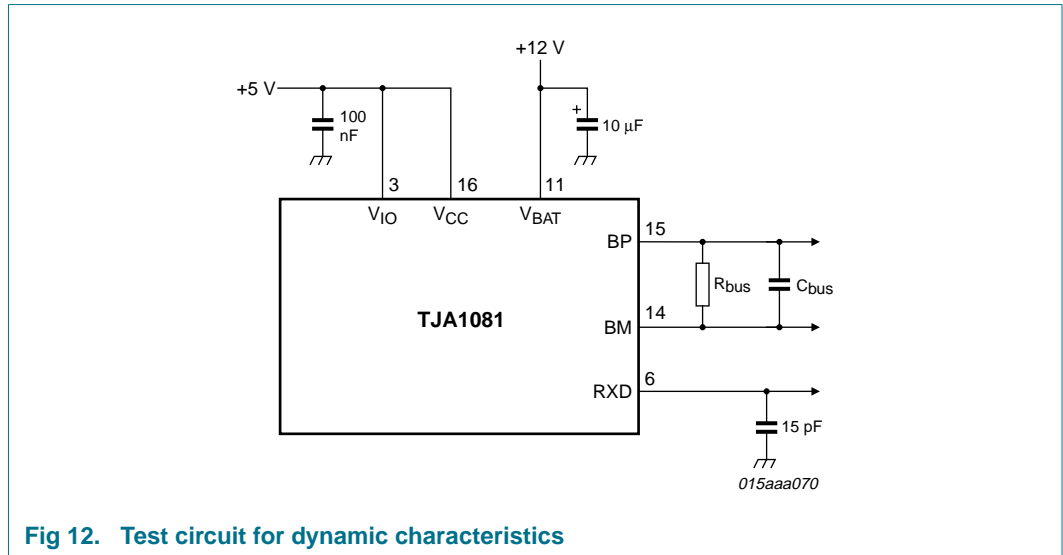 +12 V
+5 V
100
nF
+
10 μF
3
16
11
VIO
VCC
VBAT
BP
15
Rbus
Cbus
TJA1081
14
BM
6
RXD
15 pF
015aaa070
Fig 12. Test circuit for dynamic characteristics